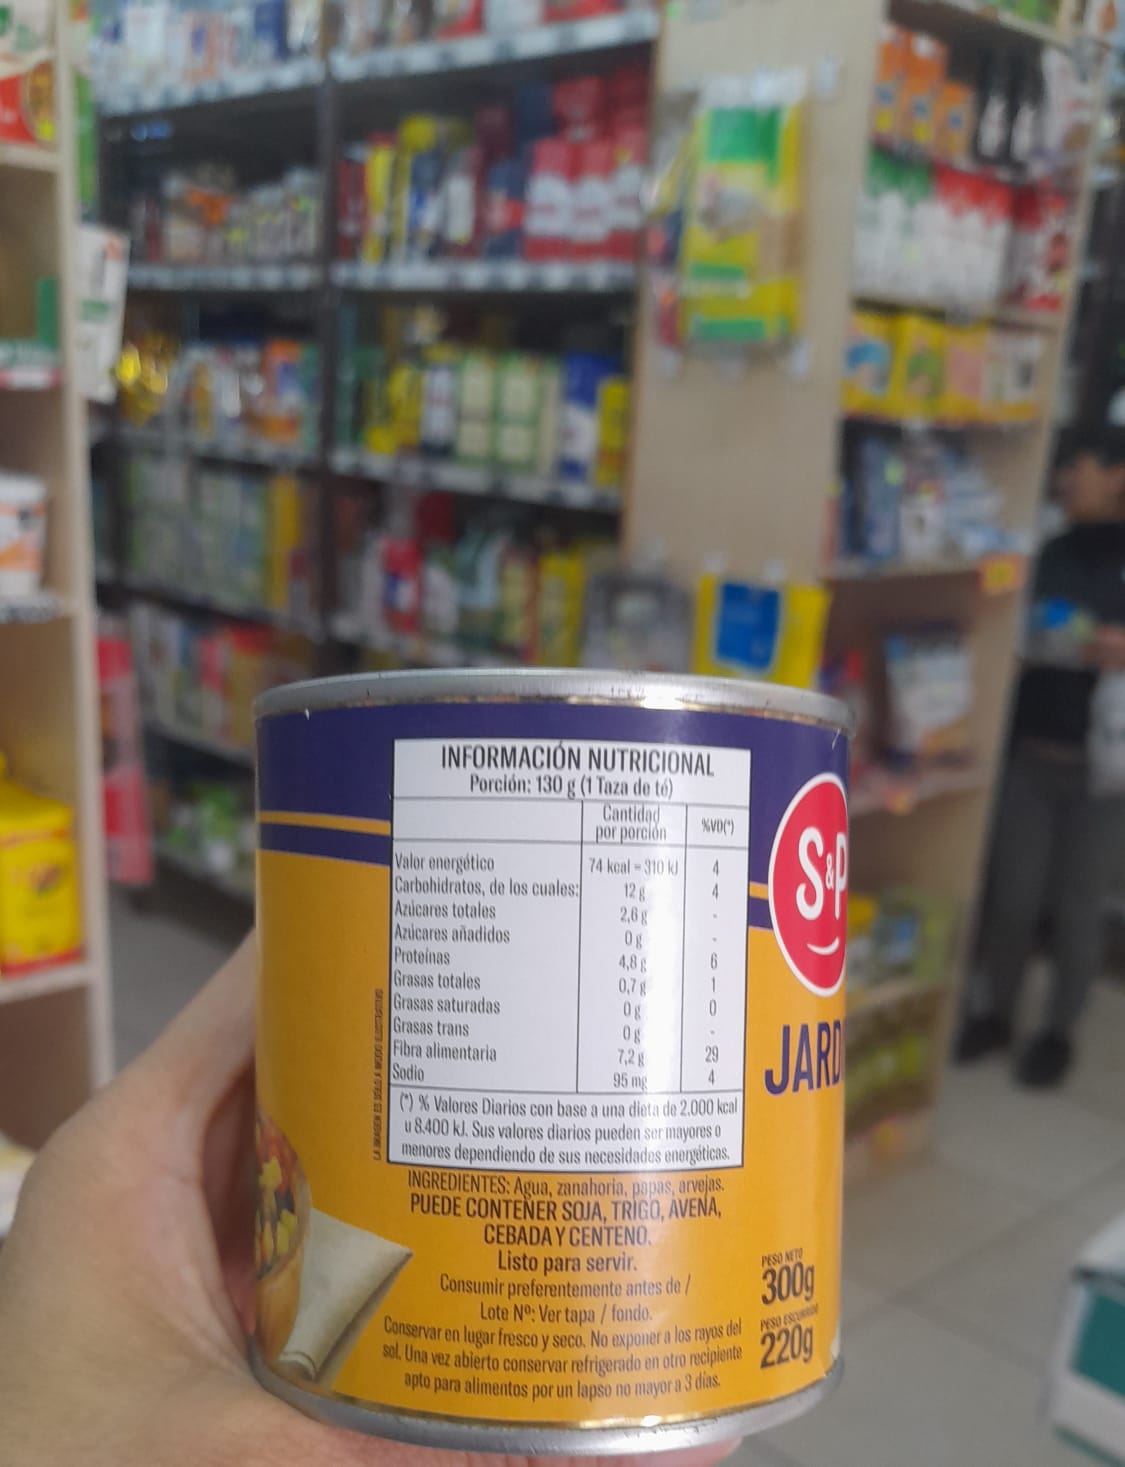 INFORMACIÓN NUTRICIONAL
Porción: 130 g (1 Taza de té)
Cantidad por porción %VD(*)
Valor energético 74 kcal = 310 kJ 4
Carbohidratos, de los cuales: 12 g 4
Azúcares totales 2,6 g -
Azúcares añadidos 0 g -
Proteínas 4,8 g 6
Grasas totales 0,7 g 1
Grasas saturadas 0 g 0
Grasas trans 0 g -
Fibra alimentaria 7,2 g 29
Sodio 95 mg 4
(*) % Valores Diarios con base a una dieta de 2.000 kcal
u 8.400 kJ. Sus valores diarios pueden ser mayores o
menores dependiendo de sus necesidades energéticas.
LA IMAGEN ES SÓLO A MODO ILUSTRATIVO
INGREDIENTES: Agua, zanahoria, papas, arvejas.
PUEDE CONTENER SOJA, TRIGO, AVENA,
CEBADA Y CENTENO.
Listo para servir.
Consumir preferentemente antes de /
Lote Nº: Ver tapa / fondo.
Conservar en lugar fresco y seco. No exponer a los rayos del
sol. Una vez abierto conservar refrigerado en otro recipiente
apto para alimentos por un lapso no mayor a 3 días.
S&P
JARD
PESO NETO
300g
PESO ESCURRIDO
220g